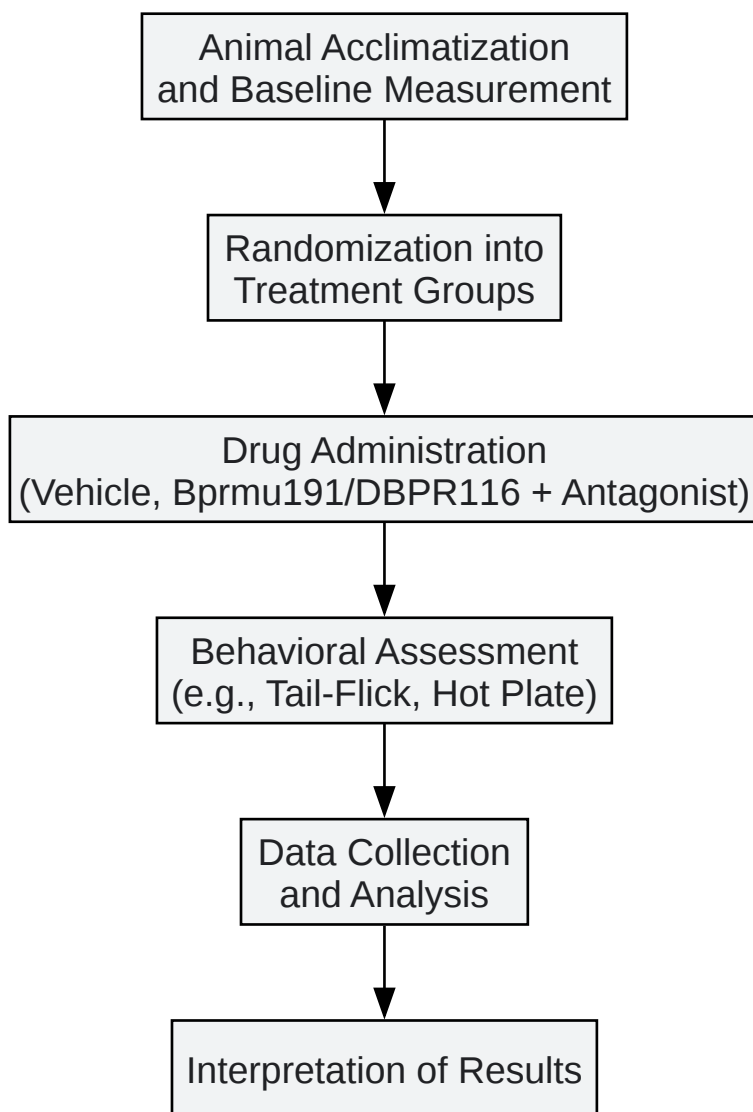 Animal Acclimatization
and Baseline Measurement
Randomization into
Treatment Groups
Drug Administration
(Vehicle, Bprmu191/DBPR116 + Antagonist)
Behavioral Assessment
(e.g., Tail-Flick, Hot Plate)
Data Collection
and Analysis
Interpretation of Results